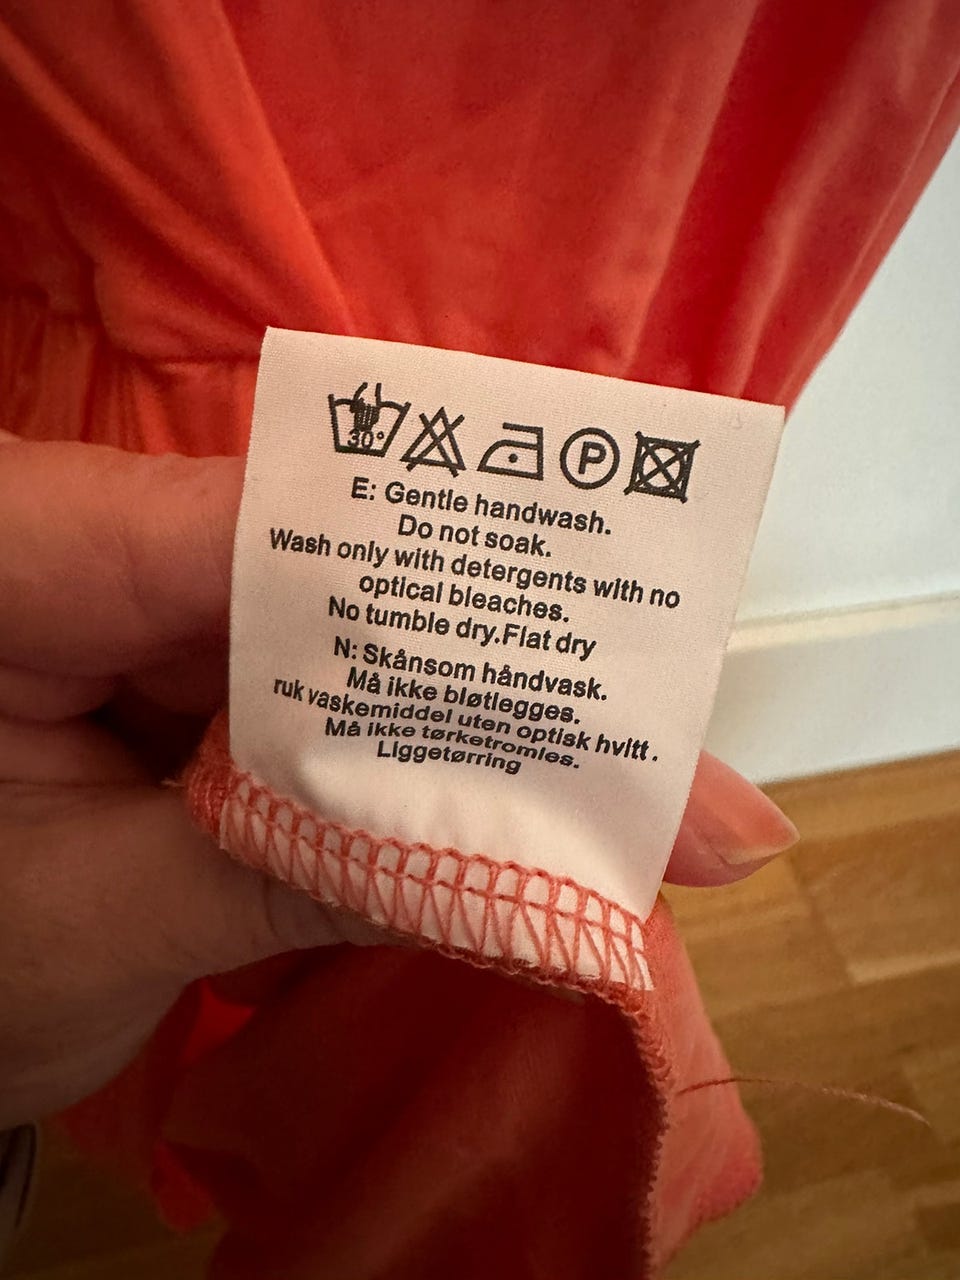 30°
P
E: Gentle handwash.
Do not soak.
Wash only with detergents with no
optical bleaches.
No tumble dry.Flat dry
N: Skånsom håndvask.
Må ikke bløtlegges.
ruk vaskemiddel uten optisk hvitt.
Må ikke tørketromles.
Liggetørring